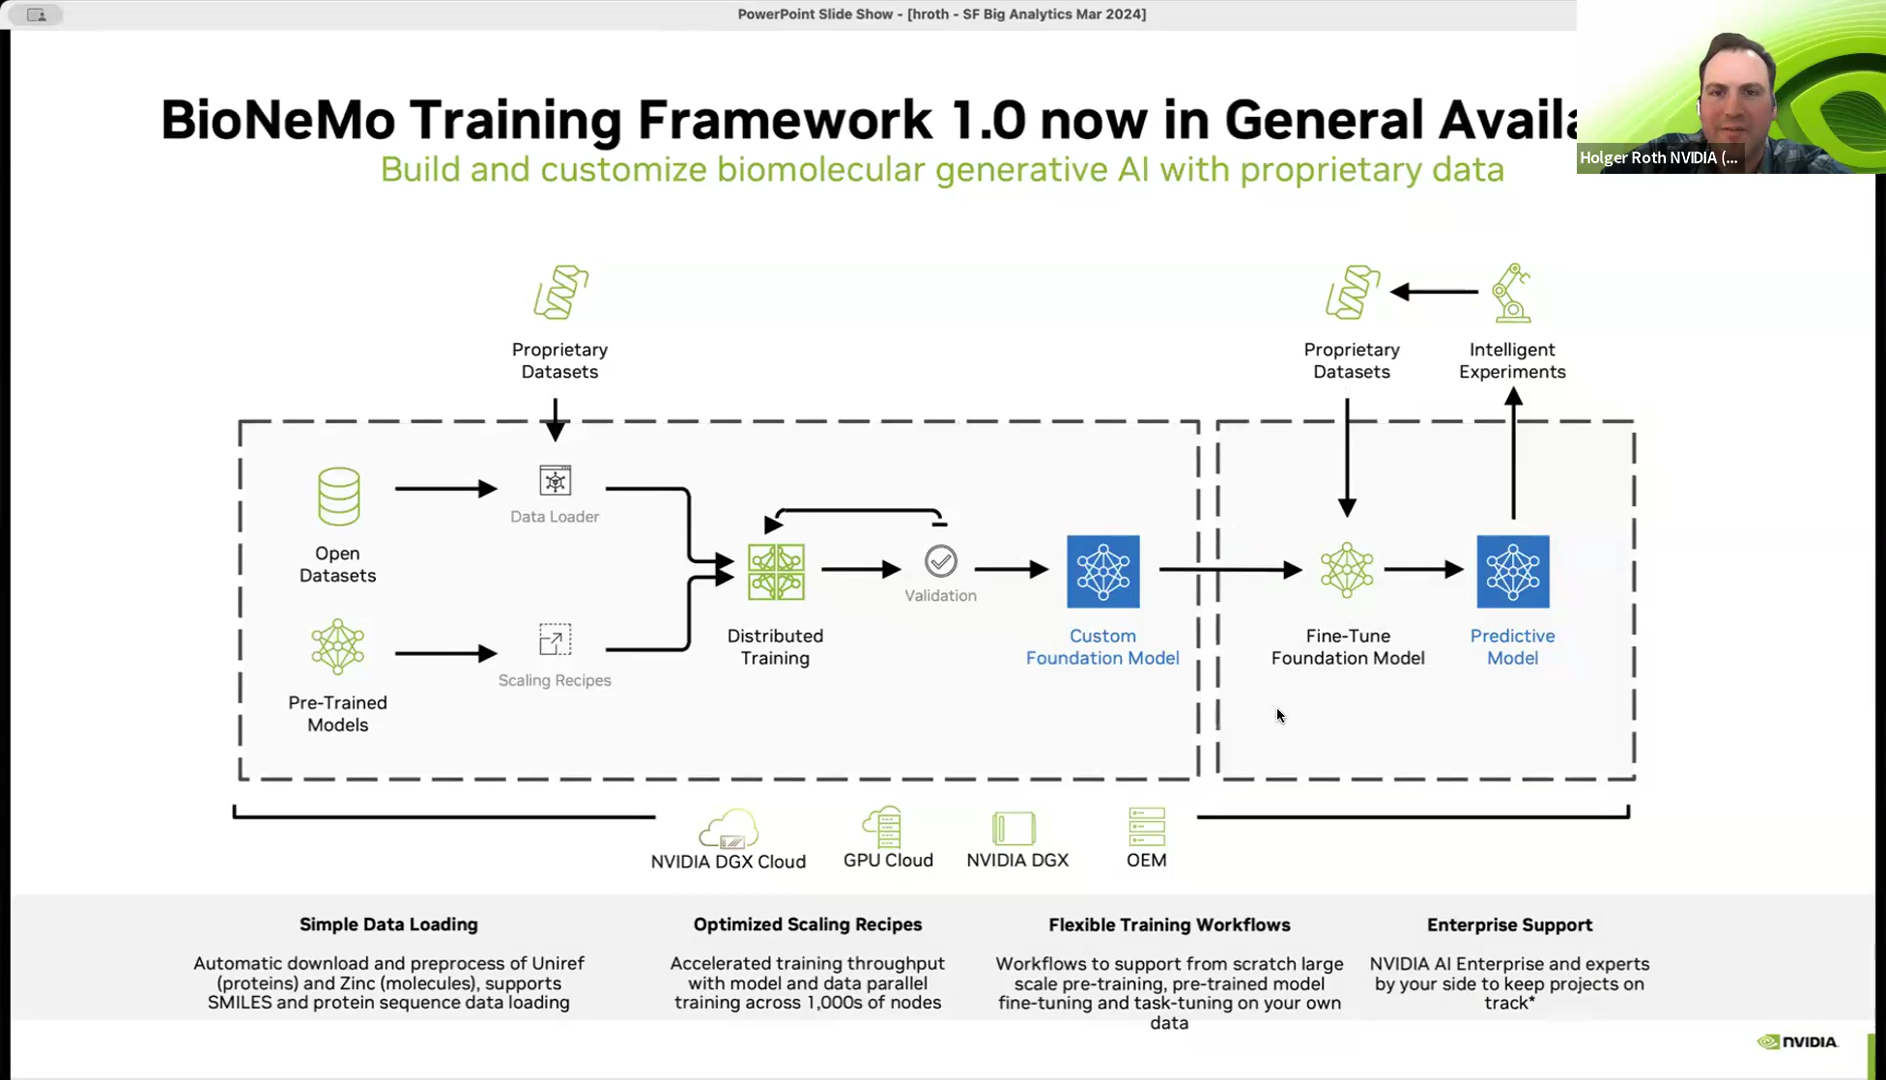 PowerPoint Slide Show - [hroth - SF Big Analytics Mar 2024]
BioNeMo Training Framework 1.0 now in General Availa
Holger Roth NVIDIA (...
Build and customize biomolecular generative AI with proprietary data
Proprietary
Datasets
Proprietary
Datasets
Intelligent
Experiments
Open
Datasets
Data Loader
Pre-Trained
Models
Scaling Recipes
Distributed
Training
Validation
Custom
Foundation Model
Fine-Tune
Foundation Model
Predictive
Model
NVIDIA DGX Cloud
GPU Cloud
NVIDIA DGX
OEM
Simple Data Loading
Automatic download and preprocess of Uniref
(proteins) and Zinc (molecules), supports
SMILES and protein sequence data loading
Optimized Scaling Recipes
Accelerated training throughput
with model and data parallel
training across 1,000s of nodes
Flexible Training Workflows
Workflows to support from scratch large
scale pre-training, pre-trained model
fine-tuning and task-tuning on your own
data
Enterprise Support
NVIDIA AI Enterprise and experts
by your side to keep projects on
track*
NVIDIA